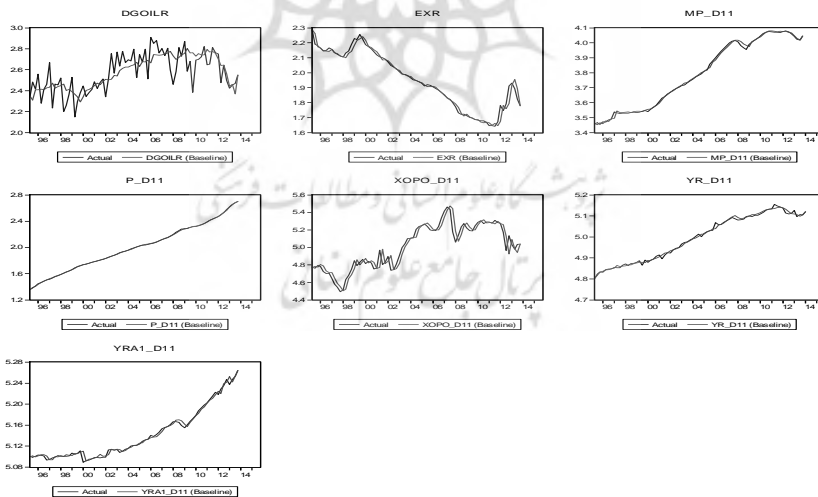 DGOILR
3.0
2.8
2.6
2.4
2.2
2.0
96 98 00 02 04 06 08 10 12 14
Actual DGOILR (Baseline)
EXR
2.3
2.2
2.1
2.0
1.9
1.8
1.7
1.6
96 98 00 02 04 06 08 10 12 14
Actual EXR (Baseline)
MP_D11
4.1
4.0
3.9
3.8
3.7
3.6
3.5
3.4
96 98 00 02 04 06 08 10 12 14
Actual MP_D11 (Baseline)
P_D11
2.8
2.4
2.0
1.6
1.2
96 98 00 02 04 06 08 10 12 14
Actual P_D11 (Baseline)
XOPO_D11
5.6
5.4
5.2
5.0
4.8
4.6
4.4
96 98 00 02 04 06 08 10 12 14
Actual XOPO_D11 (Baseline)
YR_D11
5.2
5.1
5.0
4.9
4.8
4.7
96 98 00 02 04 06 08 10 12 14
Actual YR_D11 (Baseline)
YRA1_D11
5.28
5.24
5.20
5.16
5.12
5.08
96 98 00 02 04 06 08 10 12 14
Actual YRA1_D11 (Baseline)
پژوهشگاه علوم انسانی و مطالعات فرهنگی
پرتال جامع علوم انسانی